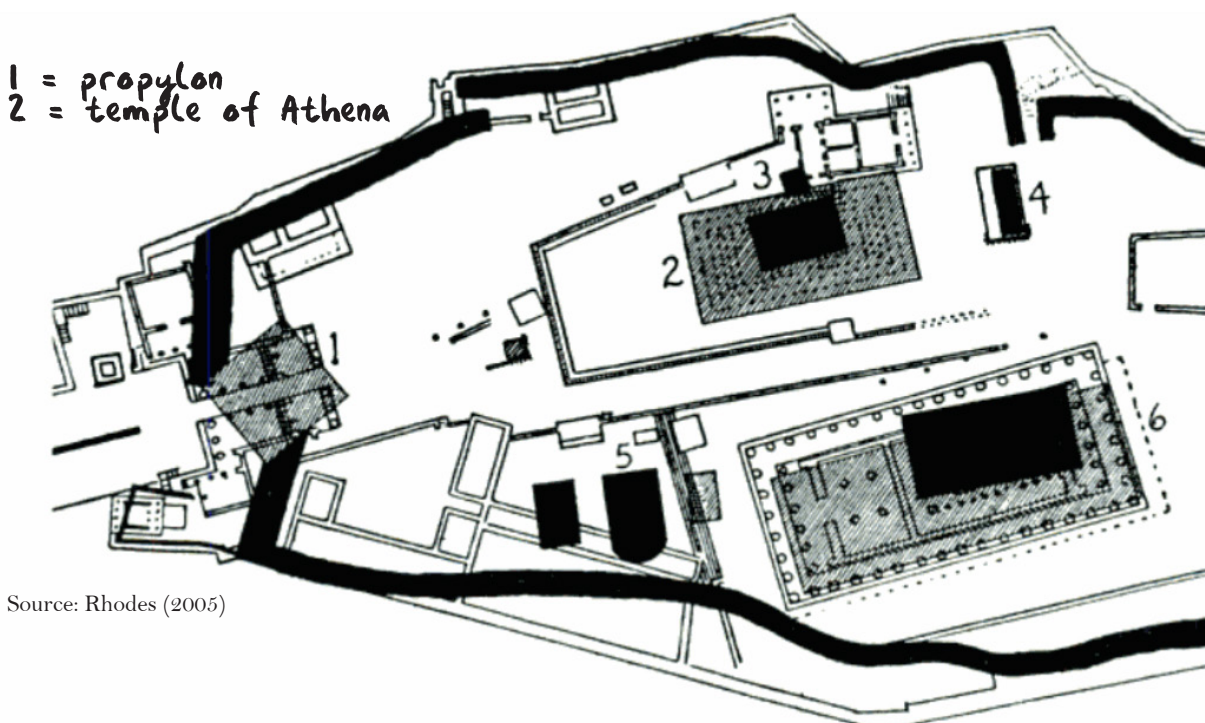 1 = propylon
2 = temple of Athena
3
4
1
2
5
6
Source: Rhodes (2005)